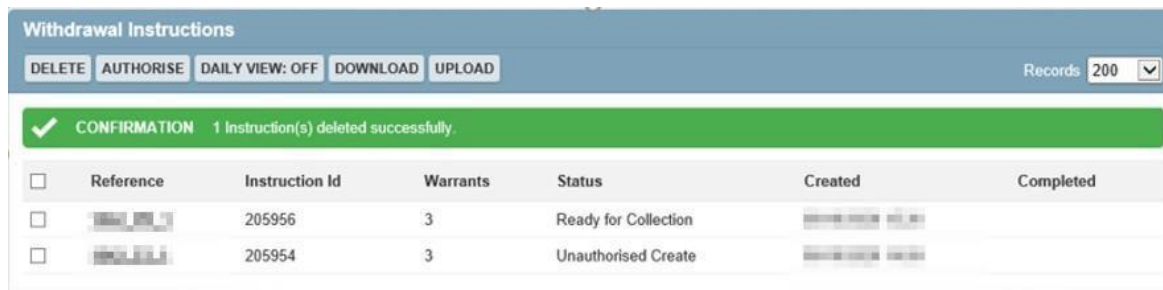 Withdrawal Instructions
DELETE AUTHORISE DAILY VIEW: OFF DOWNLOAD UPLOAD Records 200
CONFIRMATION 1 Instruction(s) deleted successfully.
Reference Instruction Id Warrants Status Created Completed
205956 3 Ready for Collection
205954 3 Unauthorised Create